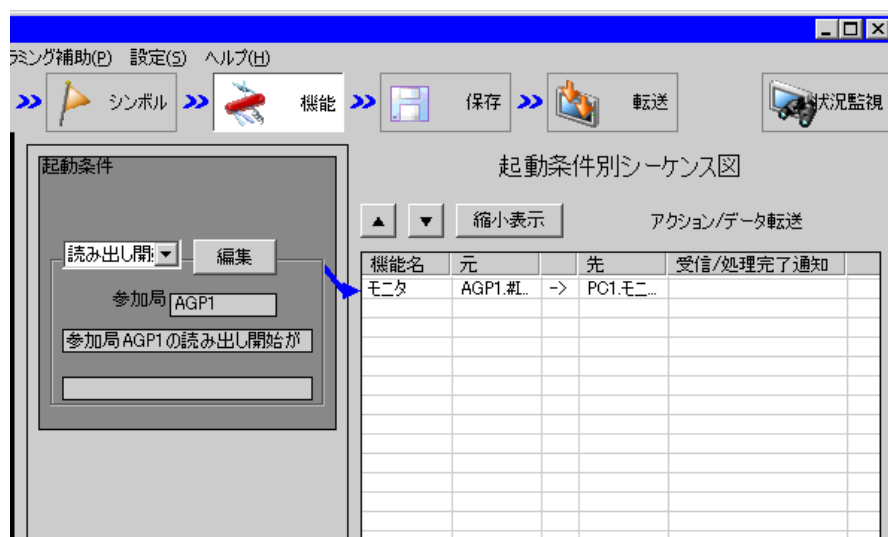 ラミング補助(P) 設定(S) ヘルプ(H)
シンボル 機能 保存 転送 状況監視
起動条件
起動条件別シーケンス図
▲ ▼ 縮小表示 アクション/データ転送
読み出し開 編集
機能名 元 先 受信/処理完了通知
モニタ AGP1.#I... -> PC1.モニ...
参加局 AGP1
参加局AGP1の読み出し開始が